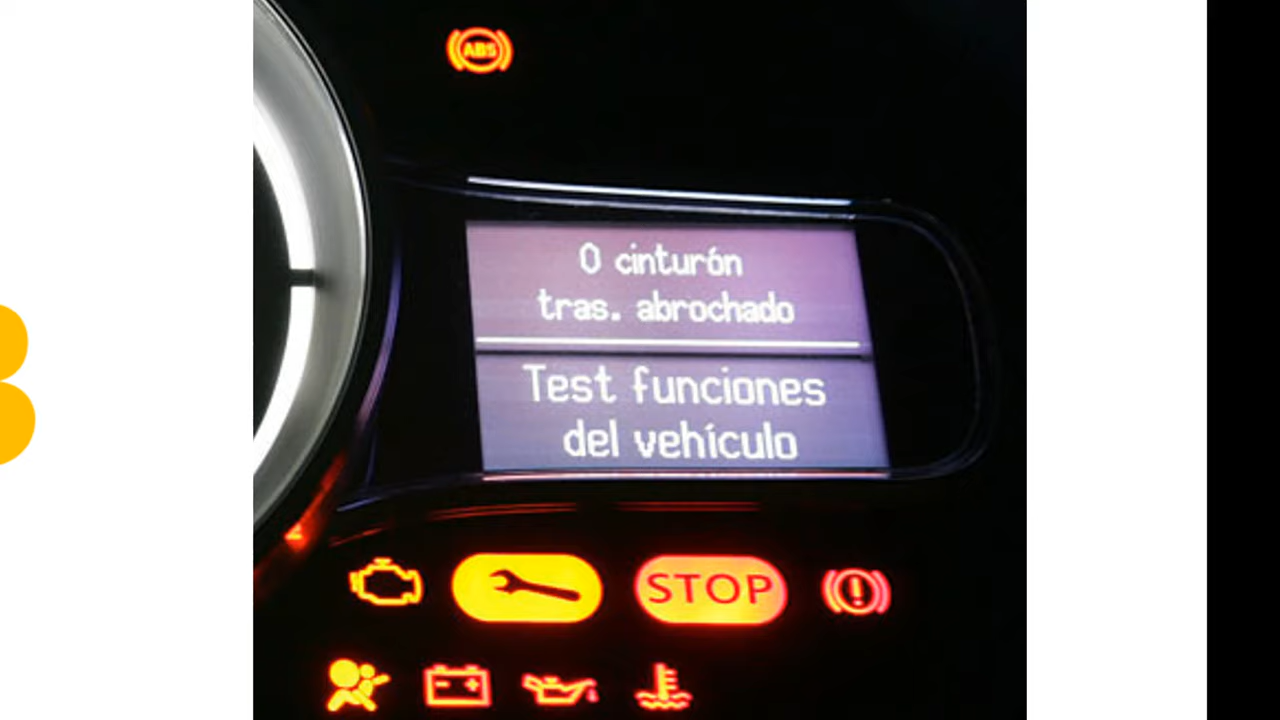 ABS
0 cinturón
tras. abrochado
Test funciones
del vehículo
STOP